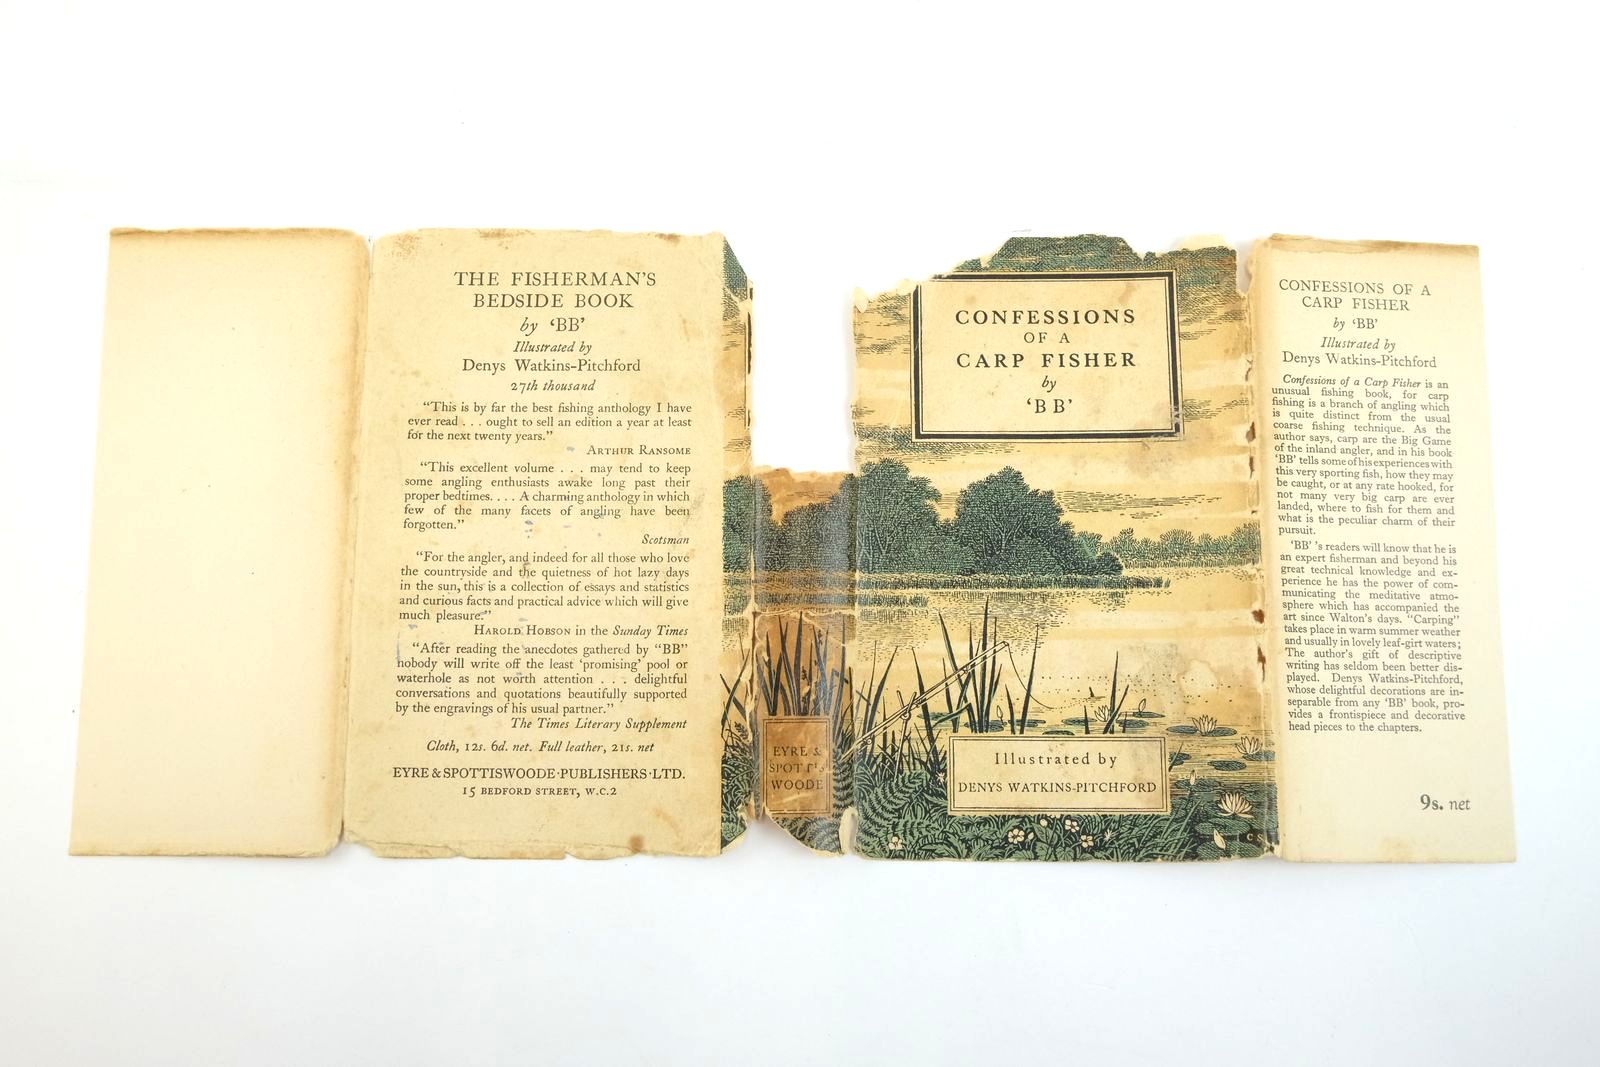 THE FISHERMAN'S
BEDSIDE BOOK
by 'BB'
Illustrated by
Denys Watkins-Pitchford
27th thousand
"This is by far the best fishing anthology I have
ever read . . . ought to sell an edition a year at least
for the next twenty years."
ARTHUR RANSOME
"This excellent volume . . . may tend to keep
some angling enthusiasts awake long past their
proper bedtimes. . . . A charming anthology in which
few of the many facets of angling have been
forgotten."
Scotsman
"For the angler, and indeed for all those who love
the countryside and the quietness of hot lazy days
in the sun, this is a collection of essays and statistics
and curious facts and practical advice which will give
much pleasure."
HAROLD HOBSON in the Sunday Times
"After reading the anecdotes gathered by "BB"
nobody will write off the least 'promising' pool or
waterhole as not worth attention . . . delightful
conversations and quotations beautifully supported
by the engravings of his usual partner."
The Times Literary Supplement
Cloth, 12s. 6d. net. Full leather, 21s. net
EYRE & SPOTTISWOODE·PUBLISHERS·LTD.
15 BEDFORD STREET, W.C.2
EYRE &
SPOTTIS
WOODE
CONFESSIONS
OF A
CARP FISHER
by
'BB'
Illustrated by
DENYS WATKINS-PITCHFORD
CONFESSIONS OF A
CARP FISHER
by 'BB'
Illustrated by
Denys Watkins-Pitchford
Confessions of a Carp Fisher is an
unusual fishing book, for carp
fishing is a branch of angling which
is quite distinct from the usual
coarse fishing technique. As the
author says, carp are the Big Game
of the inland angler, and in his book
'BB' tells some of his experiences with
this very sporting fish, how they may
be caught, or at any rate hooked, for
not many very big carp are ever
landed, where to fish for them and
what is the peculiar charm of their
pursuit.
'BB' 's readers will know that he is
an expert fisherman and beyond his
great technical knowledge and ex-
perience he has the power of com-
municating the meditative atmo-
sphere which has accompanied the
art since Walton's days. "Carping"
takes place in warm summer weather
and usually in lovely leaf-girt waters;
The author's gift of descriptive
writing has seldom been better dis-
played. Denys Watkins-Pitchford,
whose delightful decorations are in-
separable from any 'BB' book, pro-
vides a frontispiece and decorative
head pieces to the chapters.
9s. net